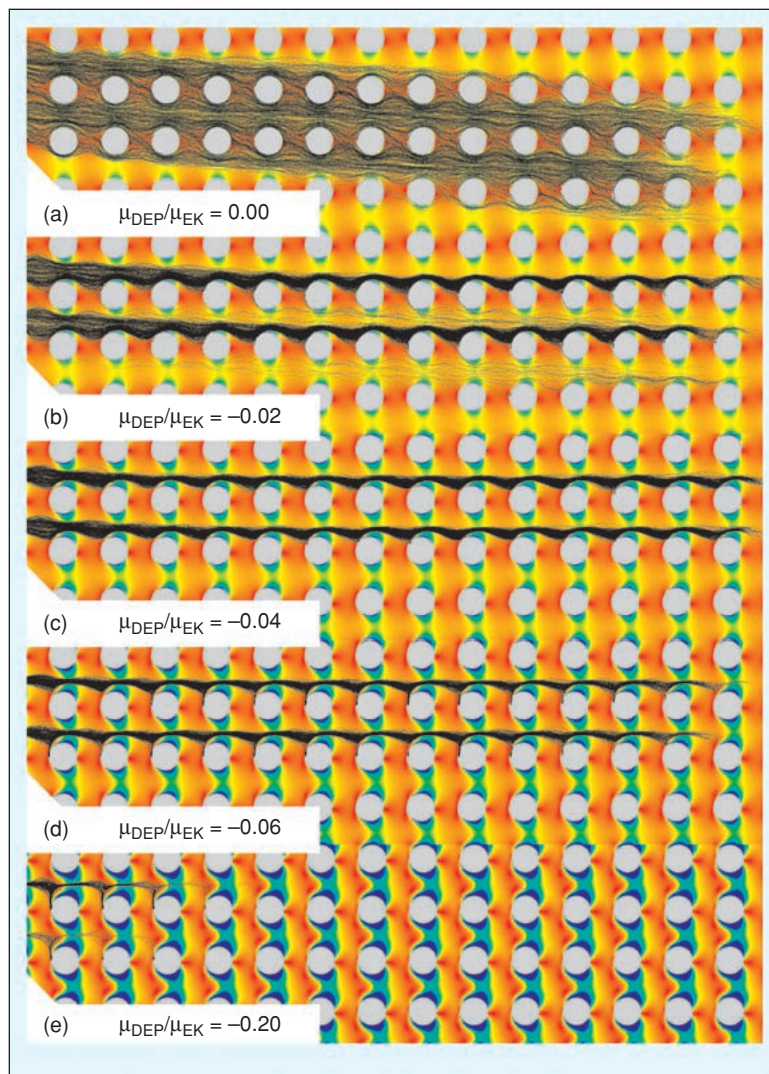 (a) μDEP/μEK = 0.00
(b) μDEP/μEK = –0.02
(c) μDEP/μEK = –0.04
(d) μDEP/μEK = –0.06
(e) μDEP/μEK = –0.20